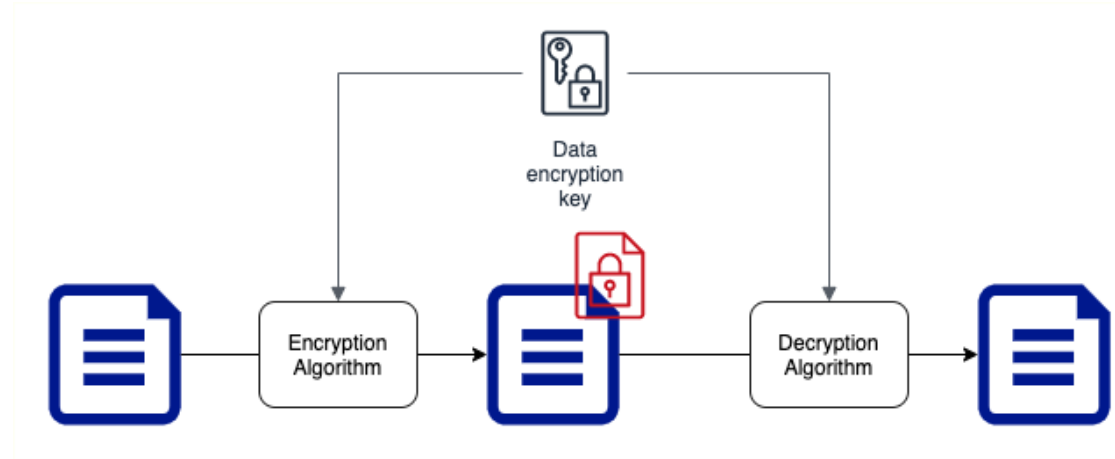 Data
encryption
key
Encryption
Algorithm
Decryption
Algorithm